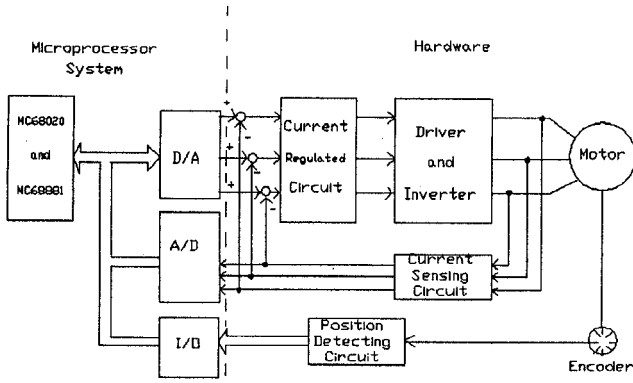 Microprocessor
System
Hardware
MC68020
and
MC68881
D/A
+
-
+
-
+
-
Current
Regulated
Circuit
Driver
and
Inverter
Motor
A/D
Current
Sensing
Circuit
I/O
Position
Detecting
Circuit
Encoder